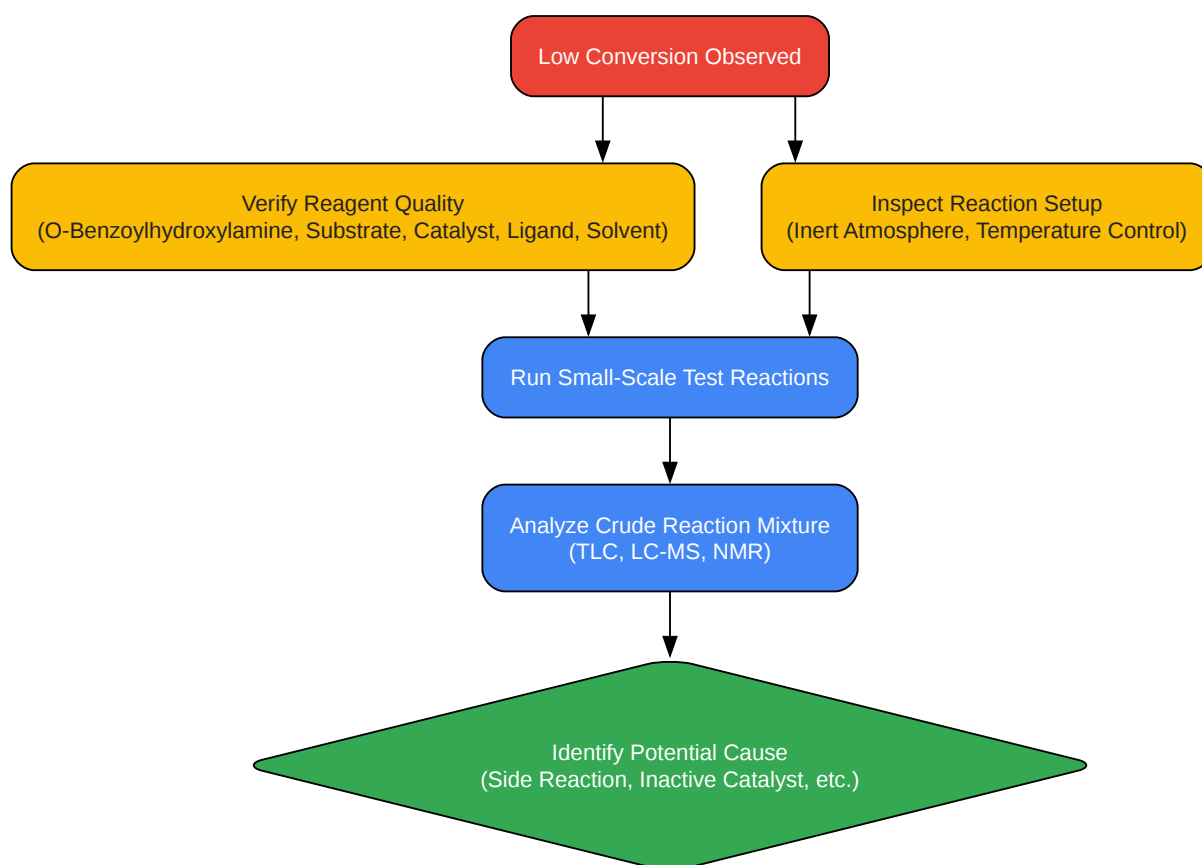 Low Conversion Observed
Verify Reagent Quality
(O-Benzoylhydroxylamine, Substrate, Catalyst, Ligand, Solvent)
Inspect Reaction Setup
(Inert Atmosphere, Temperature Control)
Run Small-Scale Test Reactions
Analyze Crude Reaction Mixture
(TLC, LC-MS, NMR)
Identify Potential Cause
(Side Reaction, Inactive Catalyst, etc.)